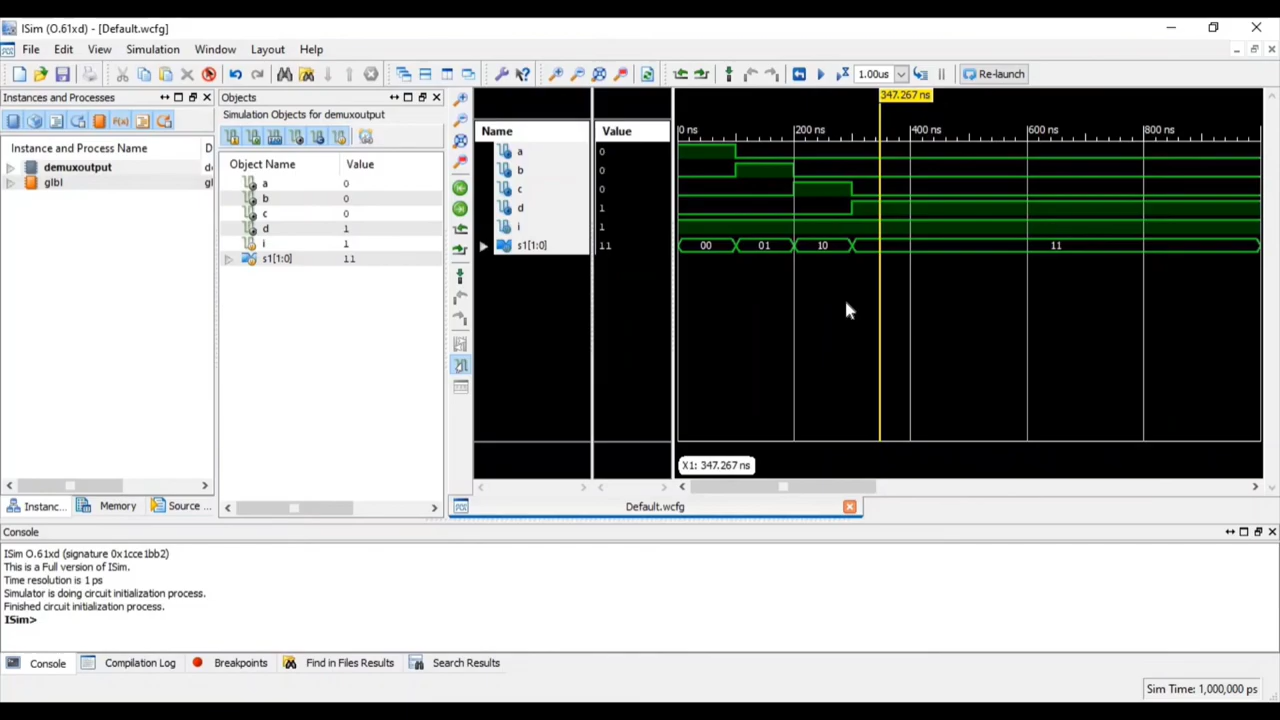 ISim (O.61xd) - [Default.wcfg]
File Edit View Simulation Window Layout Help
1.00us Re-launch
Instances and Processes
Instance and Process Name D
demuxoutput d
glbl gl
Instanc... Memory Source ...
Objects
Simulation Objects for demuxoutput
Object Name Value
a 0
b 0
c 0
d 1
i 1
s1[1:0] 11
347.267 ns
Name Value
0 ns 200 ns 400 ns 600 ns 800 ns
a 0
b 0
c 0
d 1
i 1
s1[1:0] 11 00 01 10 11
X1: 347.267 ns
Default.wcfg
Console
ISim O.61xd (signature 0x1cce1bb2)
This is a Full version of ISim.
Time resolution is 1 ps
Simulator is doing circuit initialization process.
Finished circuit initialization process.
ISim>
Console Compilation Log Breakpoints Find in Files Results Search Results
Sim Time: 1,000,000 ps